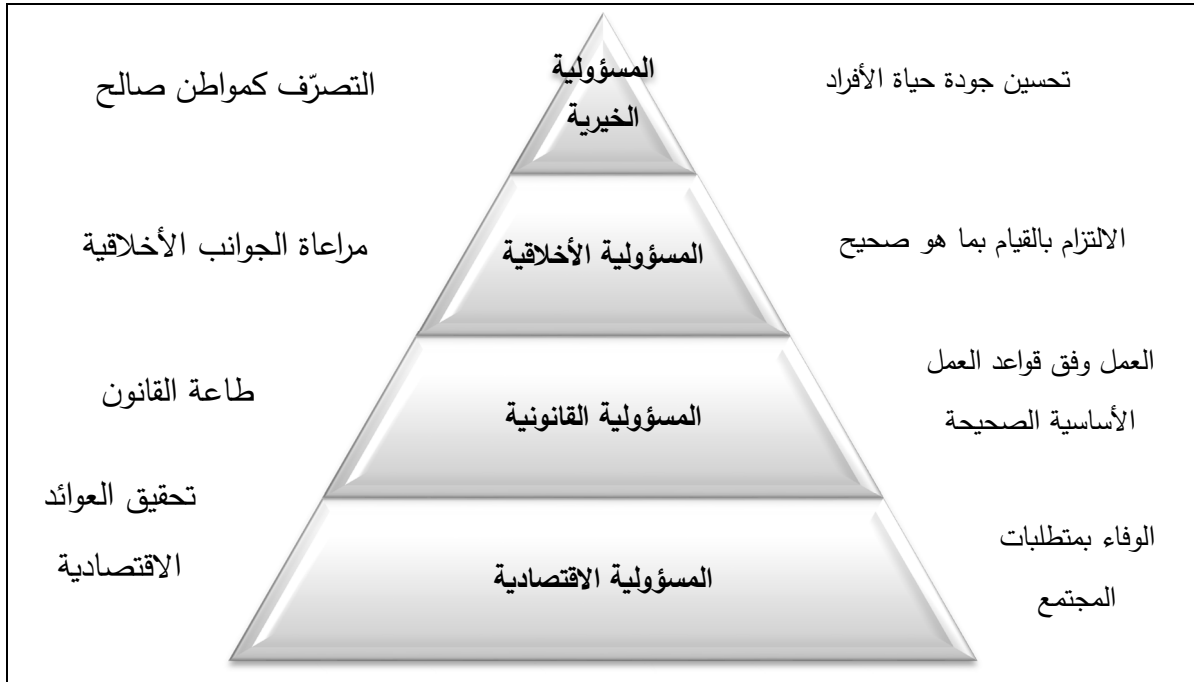 تحسين جودة حياة الأفراد
المسؤولية
الخيرية
التصرّف كمواطن صالح
الالتزام بالقيام بما هو صحيح
المسؤولية الأخلاقية
مراعاة الجوانب الأخلاقية
العمل وفق قواعد العمل
الأساسية الصحيحة
المسؤولية القانونية
طاعة القانون
الوفاء بمتطلبات
المجتمع
المسؤولية الاقتصادية
تحقيق العوائد
الاقتصادية